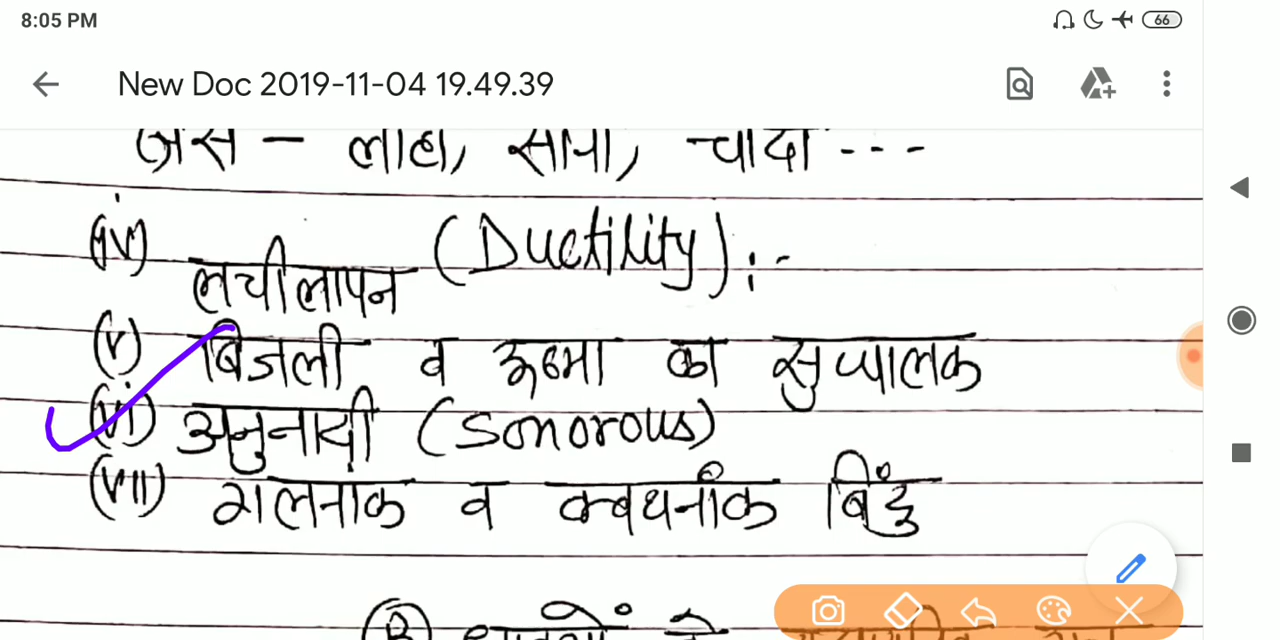 8:05 PM
66
New Doc 2019-11-04 19.49.39
जैसे - लोहा, सोना, चाँदी ---
(iv) लचीलापन (Ductility):-
(v) बिजली व ऊष्मा का सुचालक
(vi) अनुनादी (Sonorous)
(vii) गलनांक व क्वथनांक बिंदु
(B) धातुओं के